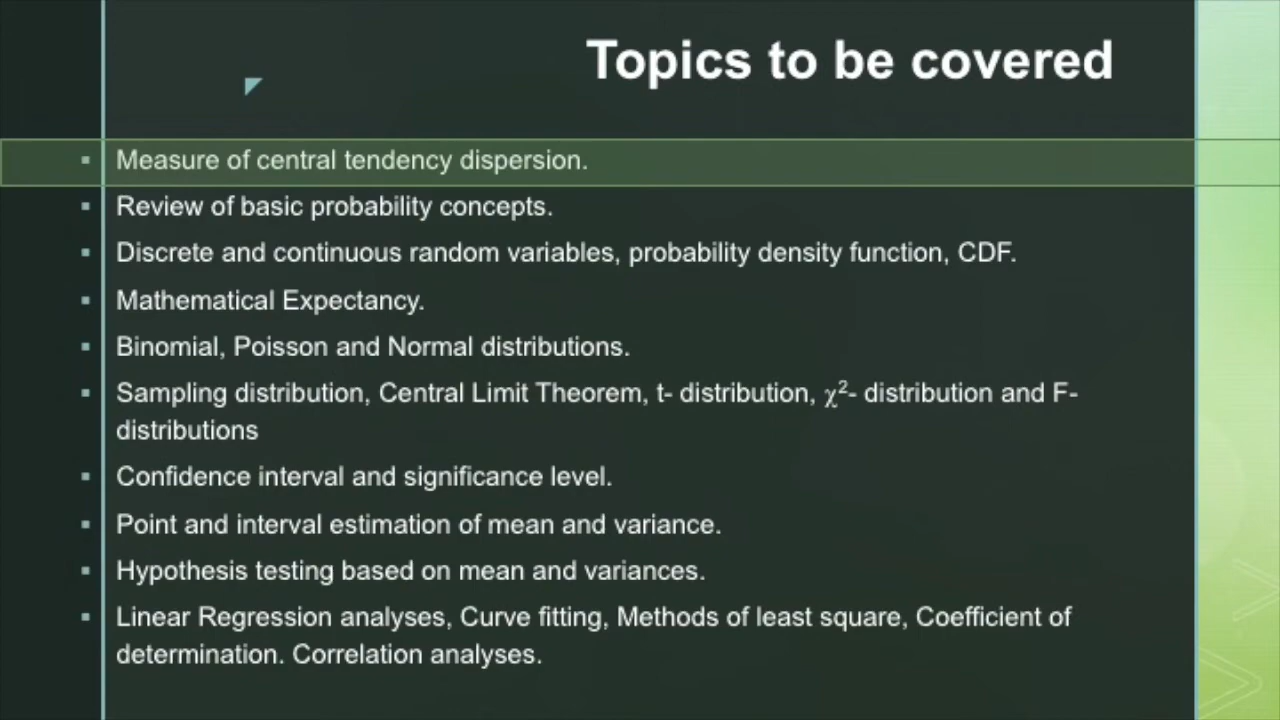 Topics to be covered
▪ Measure of central tendency dispersion.
▪ Review of basic probability concepts.
▪ Discrete and continuous random variables, probability density function, CDF.
▪ Mathematical Expectancy.
▪ Binomial, Poisson and Normal distributions.
▪ Sampling distribution, Central Limit Theorem, t- distribution, χ²- distribution and F-
distributions
▪ Confidence interval and significance level.
▪ Point and interval estimation of mean and variance.
▪ Hypothesis testing based on mean and variances.
▪ Linear Regression analyses, Curve fitting, Methods of least square, Coefficient of
determination. Correlation analyses.